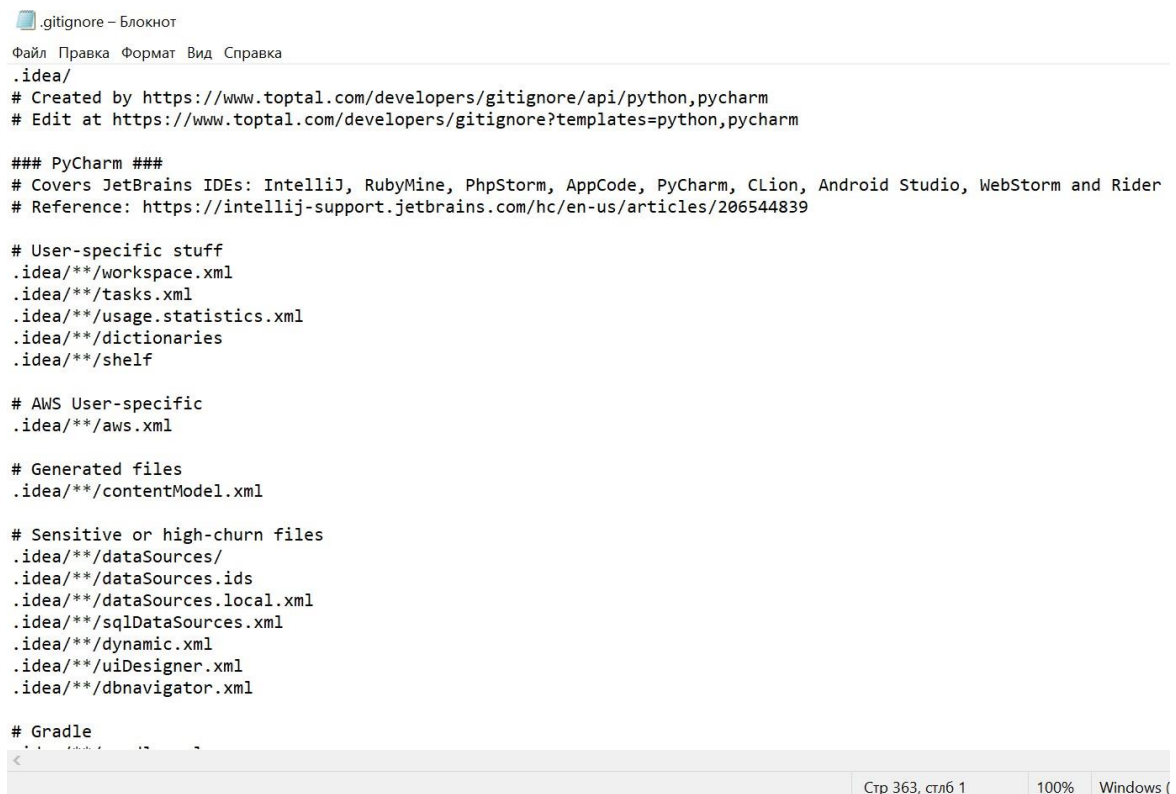 .gitignore – Блокнот
Файл Правка Формат Вид Справка
.idea/
# Created by https://www.toptal.com/developers/gitignore/api/python,pycharm
# Edit at https://www.toptal.com/developers/gitignore?templates=python,pycharm
### PyCharm ###
# Covers JetBrains IDEs: IntelliJ, RubyMine, PhpStorm, AppCode, PyCharm, CLion, Android Studio, WebStorm and Rider
# Reference: https://intellij-support.jetbrains.com/hc/en-us/articles/206544839
# User-specific stuff
.idea/**/workspace.xml
.idea/**/tasks.xml
.idea/**/usage.statistics.xml
.idea/**/dictionaries
.idea/**/shelf
# AWS User-specific
.idea/**/aws.xml
# Generated files
.idea/**/contentModel.xml
# Sensitive or high-churn files
.idea/**/dataSources/
.idea/**/dataSources.ids
.idea/**/dataSources.local.xml
.idea/**/sqlDataSources.xml
.idea/**/dynamic.xml
.idea/**/uiDesigner.xml
.idea/**/dbnavigator.xml
# Gradle
Стр 363, стлб 1 100% Windows (